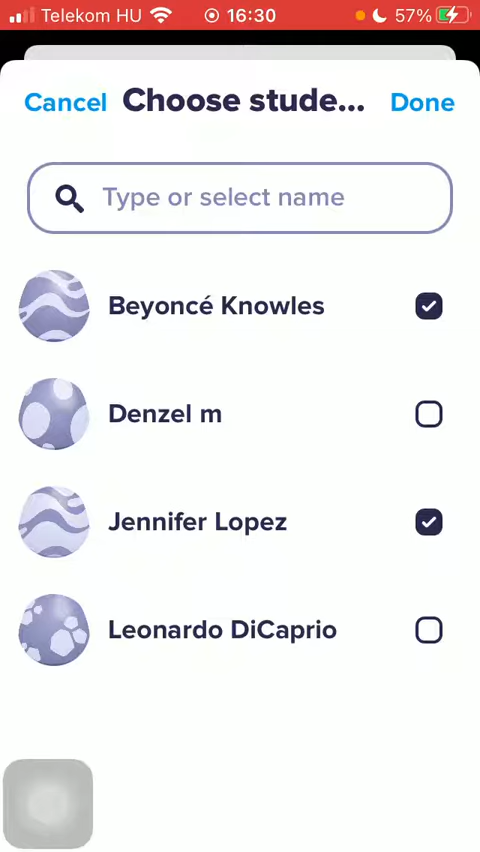 Telekom HU 16:30 57%
Cancel Choose stude... Done
Type or select name
Beyoncé Knowles
Denzel m
Jennifer Lopez
Leonardo DiCaprio